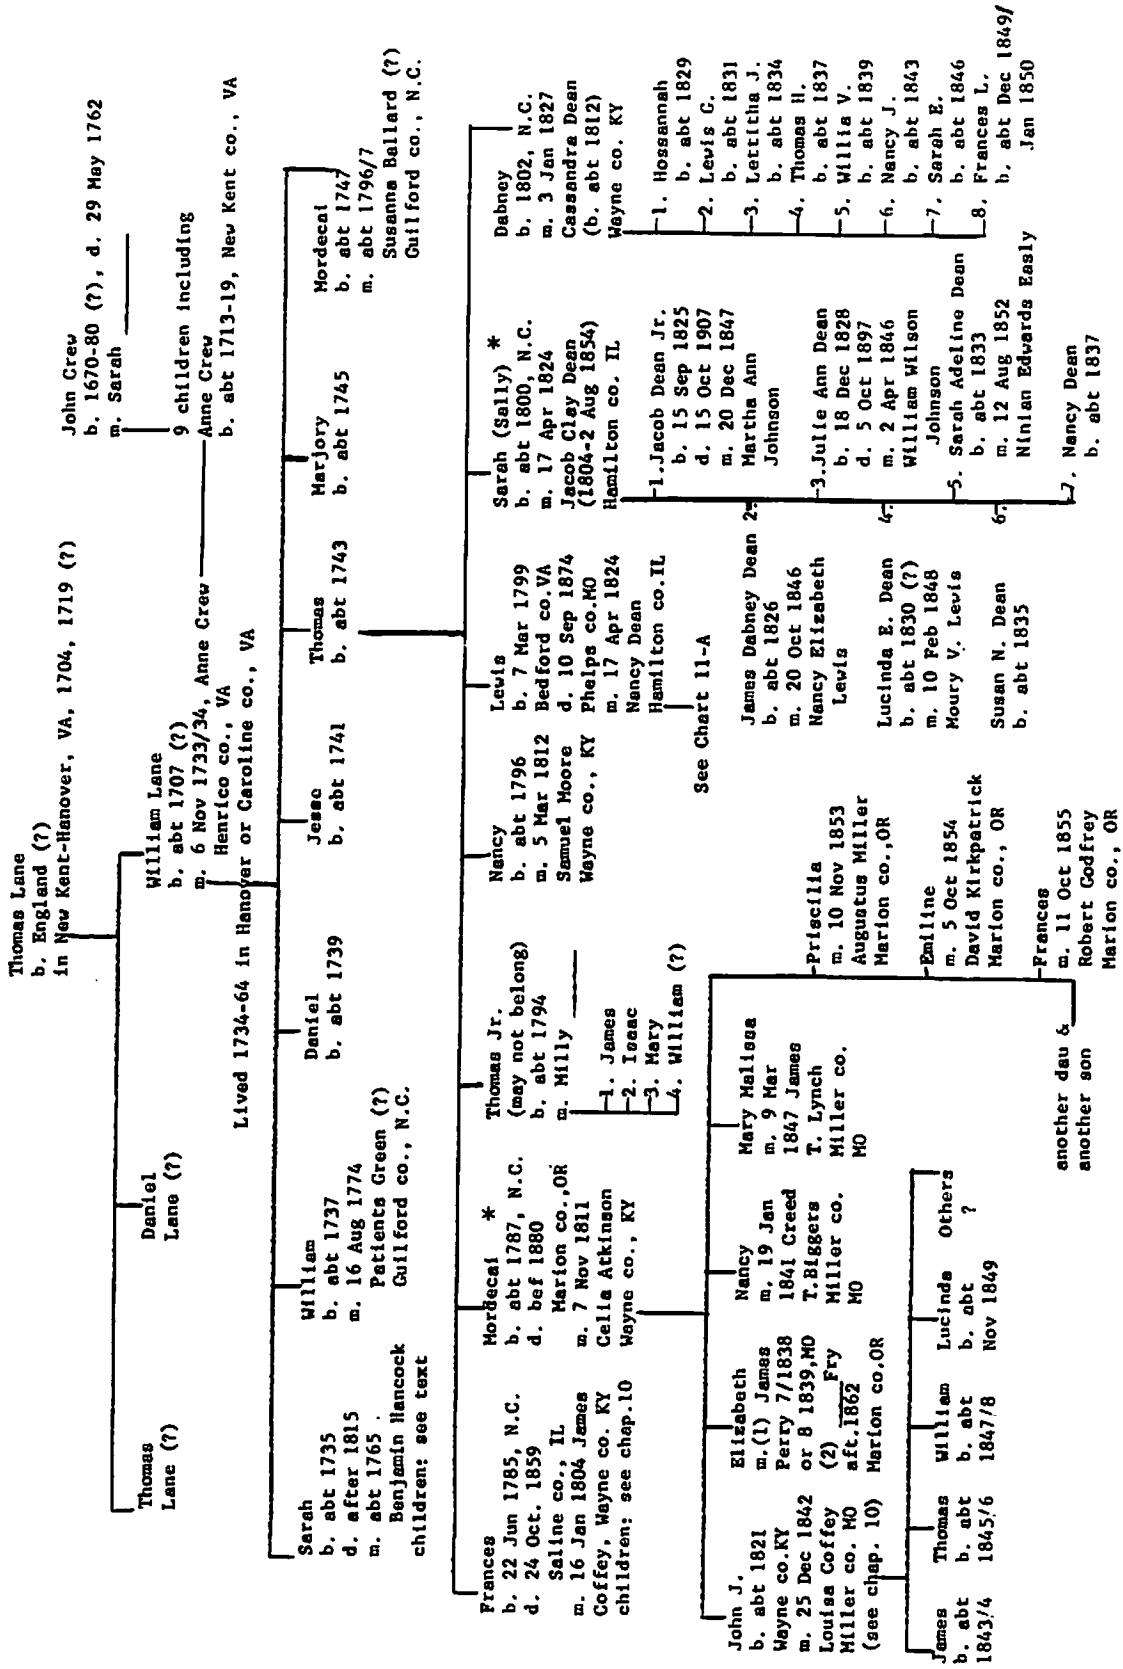 Thomas Lane
b. England (?)
in New Kent-Hanover, VA, 1704, 1719 (?)
John Crew
b. 1670-80 (?), d. 29 May 1762
m. Sarah
9 children including
Anne Crew
b. abt 1713-19, New Kent co., VA
Thomas
Lane (?)
Daniel
Lane (?)
William Lane
b. abt 1707 (?)
m. 6 Nov 1733/34, Anne Crew
Henrico co., VA
Lived 1734-64 in Hanover or Caroline co., VA
Sarah
b. abt 1735
d. after 1815
m. abt 1765 .
Benjamin Hancock
children: see text
William
b. abt 1737
m. 16 Aug 1774
Patients Green (?)
Guilford co., N.C.
Daniel
b. abt 1739
Jesse
b. abt 1741
Thomas
b. abt 1743
Marjory
b. abt 1745
Mordecai
b. abt 1747
m. abt 1796/7
Susanna Ballard (?)
Guilford co., N.C.
Frances
b. 22 Jun 1785, N.C.
d. 24 Oct. 1859
Saline co., IL
m. 16 Jan 1804 James
Coffey, Wayne co. KY
children: see chap.10
Mordecai *
b. abt 1787, N.C.
d. bef 1880
Marion co.,OR
m. 7 Nov 1811
Celia Atkinson
Wayne co., KY
Thomas Jr.
(may not belong)
b. abt 1794
m. Milly
1. James
2. Isaac
3. Mary
4. William (?)
Nancy
b. abt 1796
m. 5 Mar 1812
Samuel Moore
Wayne co., KY
Lewis
b. 7 Mar 1799
Bedford co.VA
d. 10 Sep 1874
Phelps co.MO
m. 17 Apr 1824
Nancy Dean
Hamilton co.IL
See Chart 11-A
Sarah (Sally) *
b. abt 1800, N.C.
m. 17 Apr 1824
Jacob Clay Dean
(1804-2 Aug 1854)
Hamilton co. IL
1.Jacob Dean Jr.
b. 15 Sep 1825
d. 15 Oct 1907
m. 20 Dec 1847
Martha Ann
Johnson
James Dabney Dean 2.
b. abt 1826
m. 20 Oct 1846
Nancy Elizabeth
Lewis
3.Julie Ann Dean
b. 18 Dec 1828
d. 5 Oct 1897
m. 2 Apr 1846
William Wilson
Johnson
Lucinda E. Dean 4.
b. abt 1830 (?)
m. 10 Feb 1848
Moury V. Lewis
5. Sarah Adeline Dean
b. abt 1833
m. 12 Aug 1852
Ninian Edwards Easly
Susan N. Dean 6.
b. abt 1835
7. Nancy Dean
b. abt 1837
Dabney
b. 1802, N.C.
m. 3 Jan 1827
Cassandra Dean
(b. abt 1812)
Wayne co. KY
1. Hossannah
b. abt 1829
2. Lewis G.
b. abt 1831
3. Lettitha J.
b. abt 1834
4. Thomas H.
b. abt 1837
5. Willia V.
b. abt 1839
6. Nancy J.
b. abt 1843
7. Sarah E.
b. abt 1846
8. Frances L.
b. abt Dec 1849/
Jan 1850
John J.
b. abt 1821
Wayne co.KY
m. 25 Dec 1842
Louisa Coffey
Miller co. MO
(see chap. 10)
Elizabeth
m.(1) James
Perry 7/1838
or 8 1839,MO
(2) Fry
aft.1862
Marion co.OR
Nancy
m. 19 Jan
1841 Creed
T.Biggers
Miller co.
MO
Mary Malissa
m. 9 Mar
1847 James
T. Lynch
Miller co.
MO
Priscilia
m. 10 Nov 1853
Augustus Miller
Marion co.,OR
Emiline
m. 5 Oct 1854
David Kirkpatrick
Marion co., OR
Frances
m. 11 Oct 1855
Robert Godfrey
Marion co., OR
another dau &
another son
James
b. abt
1843/4
Thomas
b. abt
1845/6
William
b. abt
1847/8
Lucinda
b. abt
Nov 1849
Others
?